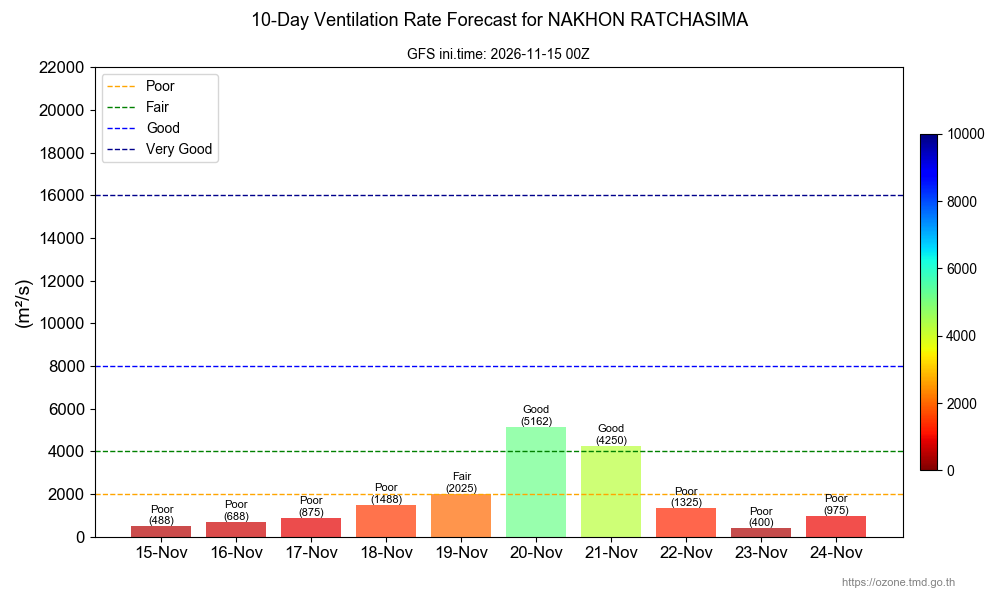 10-Day Ventilation Rate Forecast for NAKHON RATCHASIMA
GFS ini.time: 2026-11-15 00Z
(m²/s)
22000
20000
18000
16000
14000
12000
10000
8000
6000
4000
2000
0
Poor
Fair
Good
Very Good
Poor
(488)
Poor
(688)
Poor
(875)
Poor
(1488)
Fair
(2025)
Good
(5162)
Good
(4250)
Poor
(1325)
Poor
(400)
Poor
(975)
15-Nov
16-Nov
17-Nov
18-Nov
19-Nov
20-Nov
21-Nov
22-Nov
23-Nov
24-Nov
10000
8000
6000
4000
2000
0
https://ozone.tmd.go.th